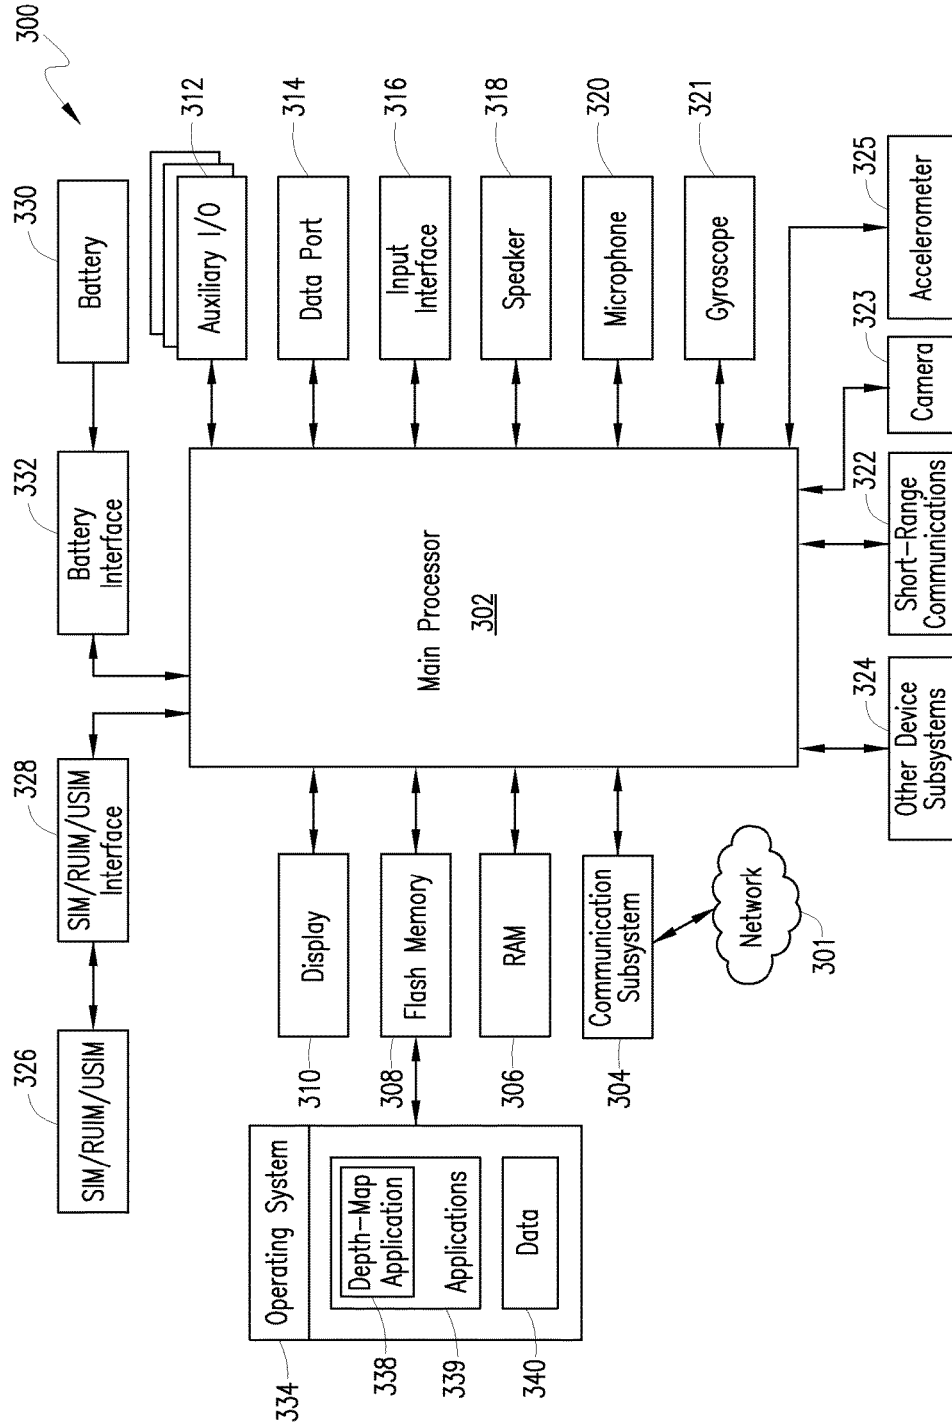 300
330
Battery
332
Battery
Interface
328
SIM/RUIM/USIM
Interface
326
SIM/RUIM/USIM
312
Auxiliary I/O
314
Data Port
316
Input
Interface
318
Speaker
320
Microphone
321
Gyroscope
325
Accelerometer
323
Camera
322
Short-Range
Communications
324
Other Device
Subsystems
Main Processor
302
Display
310
Flash Memory
308
RAM
306
Communication
Subsystem
304
Network
301
Operating System
334
Depth-Map
Application
338
Applications
339
Data
340